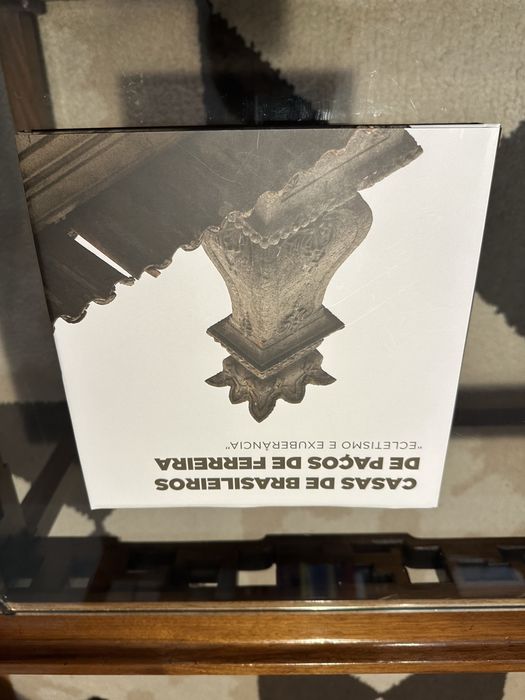 CASAS DE BRASILEIROS
DE PAÇOS DE FERREIRA
"ECLETISMO E EXUBERÂNCIA"